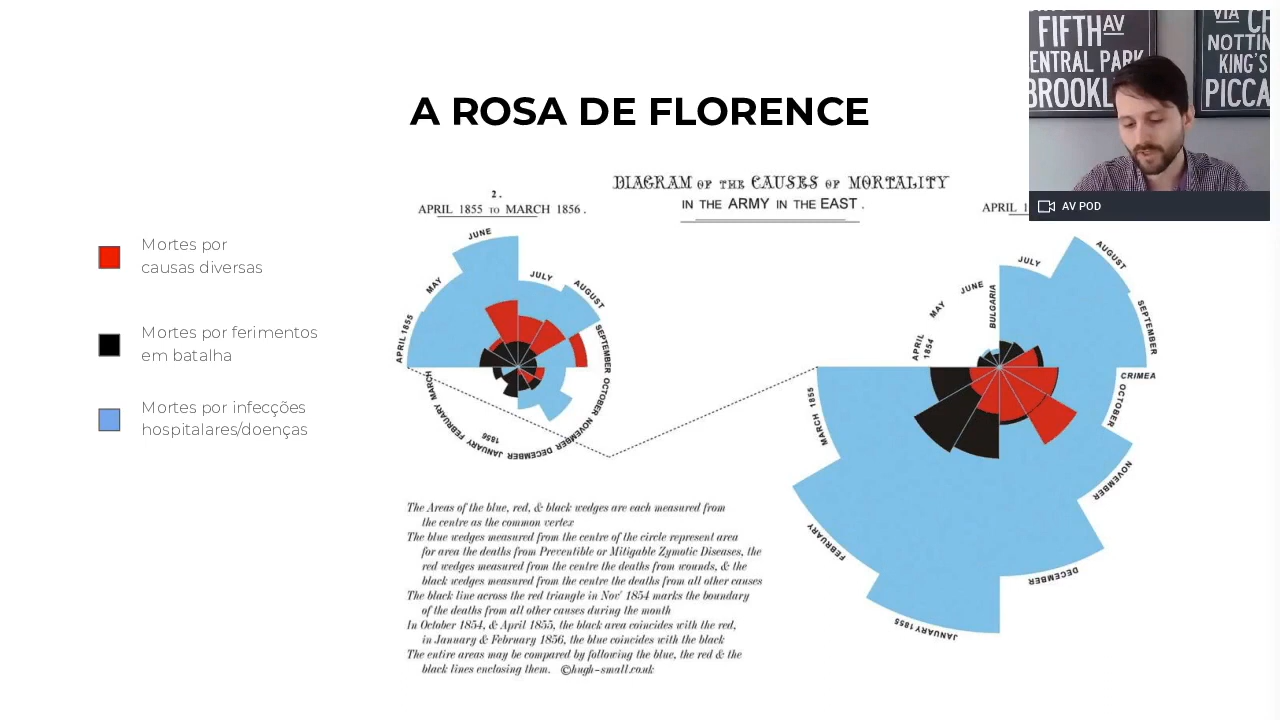 A ROSA DE FLORENCE
Mortes por
causas diversas
Mortes por ferimentos
em batalha
Mortes por infecções
hospitalares/doenças
DIAGRAM OF THE CAUSES OF MORTALITY
IN THE ARMY IN THE EAST .
2.
APRIL 1855 TO MARCH 1856 .
APRIL 1855
MAY
JUNE
JULY
AUGUST
SEPTEMBER
OCTOBER
NOVEMBER
DECEMBER
JANUARY
1856
FEBRUARY
MARCH
APRIL
APRIL
1854
MAY
JUNE
BULGARIA
JULY
AUGUST
SEPTEMBER
CRIMEA
OCTOBER
NOVEMBER
DECEMBER
JANUARY 1855
FEBRUARY
MARCH 1855
The Areas of the blue, red, & black wedges are each measured from
the centre as the common vertex
The blue wedges measured from the centre of the circle represent area
for area the deaths from Preventible or Mitigable Zymotic Diseases, the
red wedges measured from the centre the deaths from wounds, & the
black wedges measured from the centre the deaths from all other causes
The black line across the red triangle in Nov' 1854 marks the boundary
of the deaths from all other causes during the month
In October 1854, & April 1855, the black area coincides with the red,
in January & February 1856, the blue coincides with the black
The entire areas may be compared by following the blue, the red & the
black lines enclosing them. ©hugh-small.co.uk
FIFTH AV
ENTRAL PARK
BROOKL
VIA
NOTTIN
KING'S
PICCA
AV POD